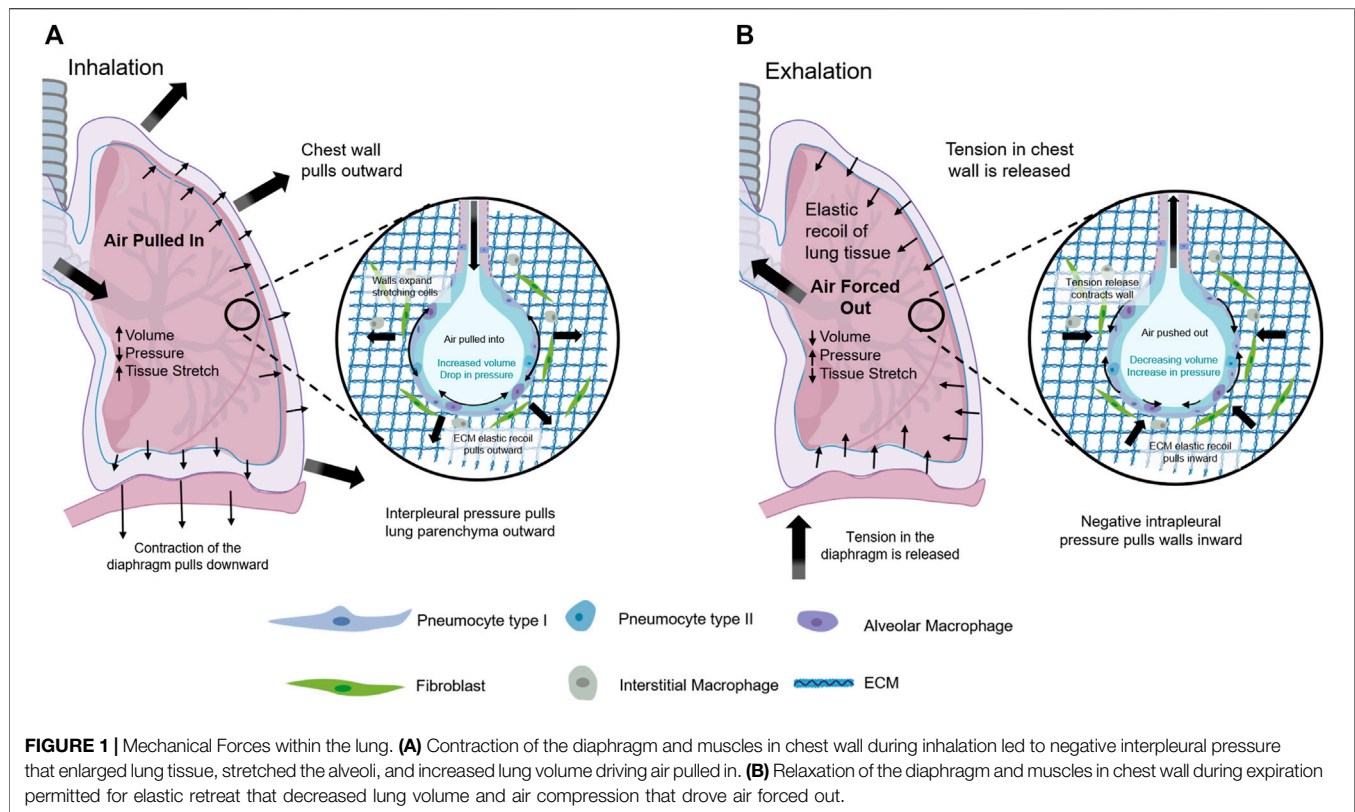 A
Inhalation
Chest wall
pulls outward
Air Pulled In
↑ Volume
↓ Pressure
↑ Tissue Stretch
Walls expand
stretching cells
Air pulled into
Increased volume
Drop in pressure
ECM elastic recoil
pulls outward
Interpleural pressure pulls
lung parenchyma outward
Contraction of the
diaphragm pulls downward
B
Exhalation
Tension in chest
wall is released
Elastic
recoil of
lung tissue
Air Forced
Out
↓ Volume
↑ Pressure
↓ Tissue Stretch
Tension release
contracts wall
Air pushed out
Decreasing volume
Increase in pressure
ECM elastic recoil
pulls inward
Tension in the
diaphragm is released
Negative intrapleural
pressure pulls walls inward
Pneumocyte type I
Pneumocyte type II
Alveolar Macrophage
Fibroblast
Interstitial Macrophage
ECM
FIGURE 1 | Mechanical Forces within the lung. (A) Contraction of the diaphragm and muscles in chest wall during inhalation led to negative interpleural pressure
that enlarged lung tissue, stretched the alveoli, and increased lung volume driving air pulled in. (B) Relaxation of the diaphragm and muscles in chest wall during expiration
permitted for elastic retreat that decreased lung volume and air compression that drove air forced out.